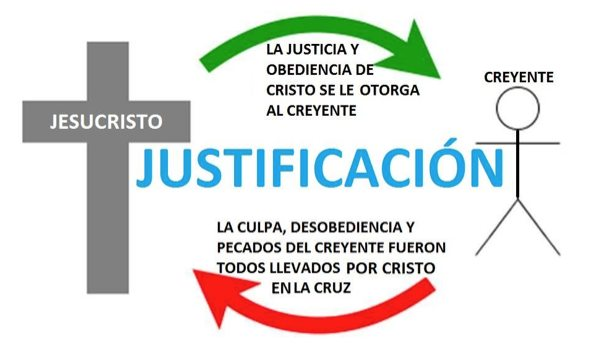 LA JUSTICIA Y
OBEDIENCIA DE
CRISTO SE LE OTORGA
AL CREYENTE
CREYENTE
JESUCRISTO
JUSTIFICACIÓN
LA CULPA, DESOBEDIENCIA Y
PECADOS DEL CREYENTE FUERON
TODOS LLEVADOS POR CRISTO
EN LA CRUZ